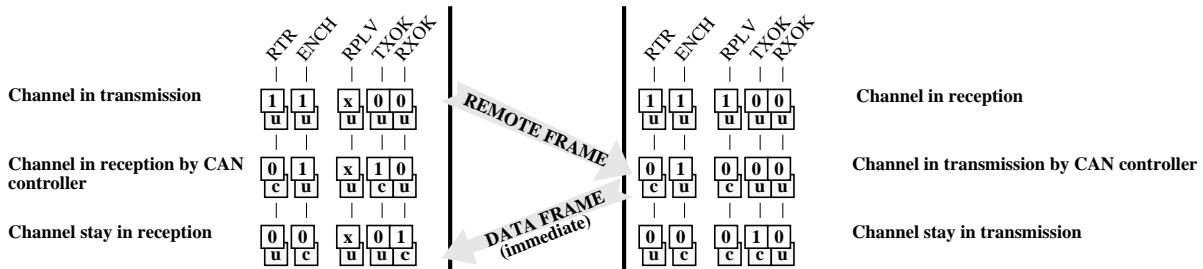 RTR ENCH RPLV TXOK RXOK
RTR ENCH RPLV TXOK RXOK
Channel in transmission
1 1 x 0 0
u u u u u
REMOTE FRAME
1 1 1 0 0
u u u u u
Channel in reception
Channel in reception by CAN
controller
0 1 x 1 0
c u u c u
0 1 0 0 0
c u c u u
Channel in transmission by CAN controller
Channel stay in reception
0 0 x 0 1
u c u u c
DATA FRAME
(immediate)
0 0 0 1 0
u c c c u
Channel stay in transmission